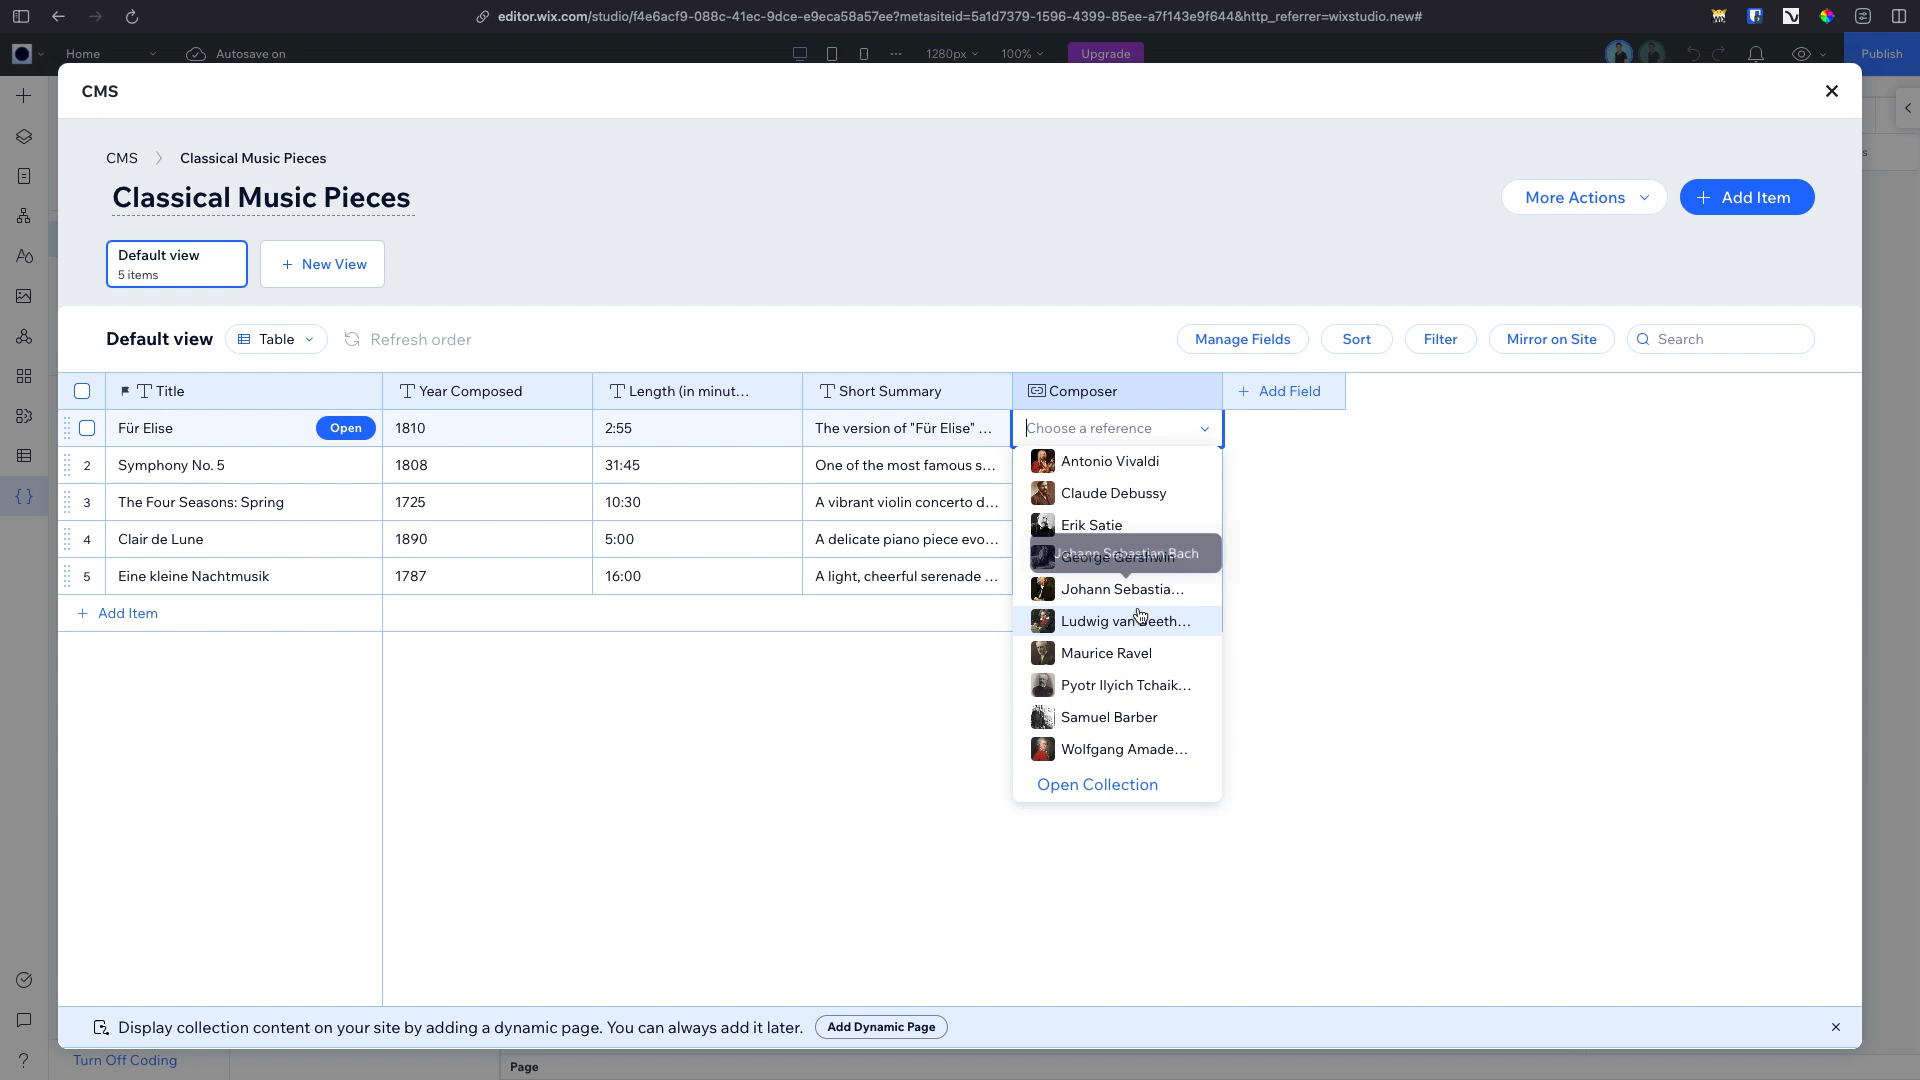 editor.wix.com/studio/f4e6acf9-088c-41ec-9dce-e9eca58a57ee?metasiteid=5a1d7379-1596-4399-85ee-a7f143e9f644&http_referrer=wixstudio.new#
Home
Autosave on
1280px
100%
Upgrade
Publish
CMS
CMS > Classical Music Pieces
Classical Music Pieces
More Actions
+ Add Item
Default view
5 items
+ New View
Default view
Table
Refresh order
Manage Fields
Sort
Filter
Mirror on Site
Search
Title Year Composed Length (in minut... Short Summary Composer + Add Field
Für Elise Open 1810 2:55 The version of "Für Elise" ... Choose a reference
2 Symphony No. 5 1808 31:45 One of the most famous s...
3 The Four Seasons: Spring 1725 10:30 A vibrant violin concerto d...
4 Clair de Lune 1890 5:00 A delicate piano piece evo...
5 Eine kleine Nachtmusik 1787 16:00 A light, cheerful serenade ...
+ Add Item
Antonio Vivaldi
Claude Debussy
Erik Satie
Johann Sebastian Bach
George Gershwin
Johann Sebastia...
Ludwig van Beeth...
Maurice Ravel
Pyotr Ilyich Tchaik...
Samuel Barber
Wolfgang Amade...
Open Collection
Display collection content on your site by adding a dynamic page. You can always add it later. Add Dynamic Page
Turn Off Coding
Page